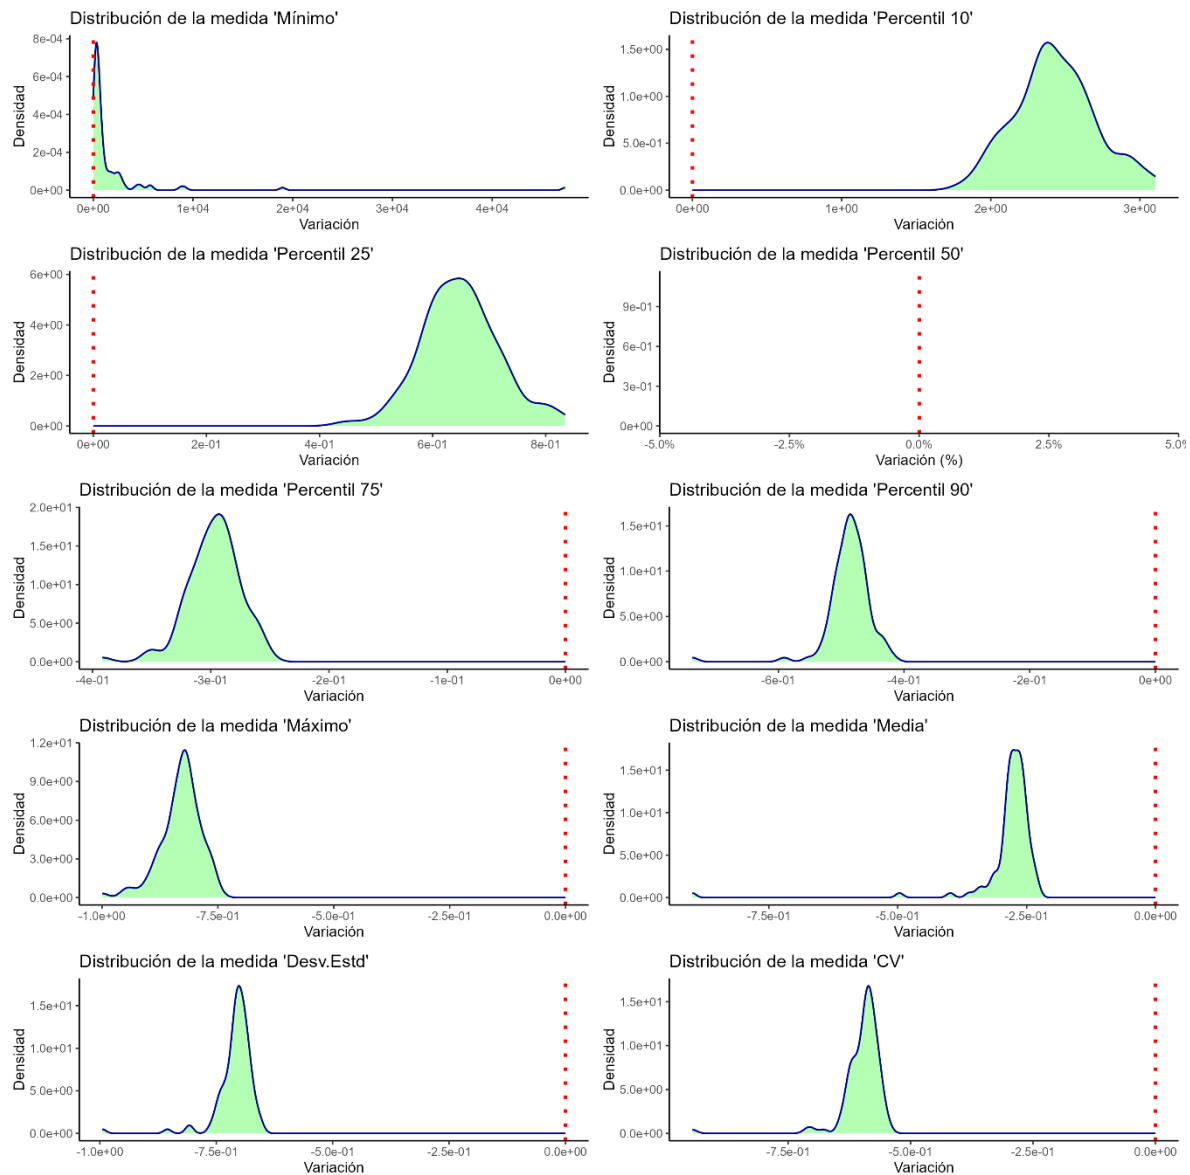 Distribución de la medida 'Mínimo'
Densidad
8e-04
6e-04
4e-04
2e-04
0e+00
0e+00 1e+04 2e+04 3e+04 4e+04
Variación
Distribución de la medida 'Percentil 10'
Densidad
1.5e+00
1.0e+00
5.0e-01
0.0e+00
0e+00 1e+00 2e+00 3e+00
Variación
Distribución de la medida 'Percentil 25'
Densidad
6e+00
4e+00
2e+00
0e+00
0e+00 2e-01 4e-01 6e-01 8e-01
Variación
Distribución de la medida 'Percentil 50'
Densidad
9e-01
6e-01
3e-01
0e+00
-5.0% -2.5% 0.0% 2.5% 5.0%
Variación (%)
Distribución de la medida 'Percentil 75'
Densidad
2.0e+01
1.5e+01
1.0e+01
5.0e+00
0.0e+00
-4e-01 -3e-01 -2e-01 -1e-01 0e+00
Variación
Distribución de la medida 'Percentil 90'
Densidad
1.5e+01
1.0e+01
5.0e+00
0.0e+00
-6e-01 -4e-01 -2e-01 0e+00
Variación
Distribución de la medida 'Máximo'
Densidad
1.2e+01
9.0e+00
6.0e+00
3.0e+00
0.0e+00
-1.0e+00 -7.5e-01 -5.0e-01 -2.5e-01 0.0e+00
Variación
Distribución de la medida 'Media'
Densidad
1.5e+01
1.0e+01
5.0e+00
0.0e+00
-7.5e-01 -5.0e-01 -2.5e-01 0.0e+00
Variación
Distribución de la medida 'Desv.Estd'
Densidad
1.5e+01
1.0e+01
5.0e+00
0.0e+00
-1.0e+00 -7.5e-01 -5.0e-01 -2.5e-01 0.0e+00
Variación
Distribución de la medida 'CV'
Densidad
1.5e+01
1.0e+01
5.0e+00
0.0e+00
-7.5e-01 -5.0e-01 -2.5e-01 0.0e+00
Variación